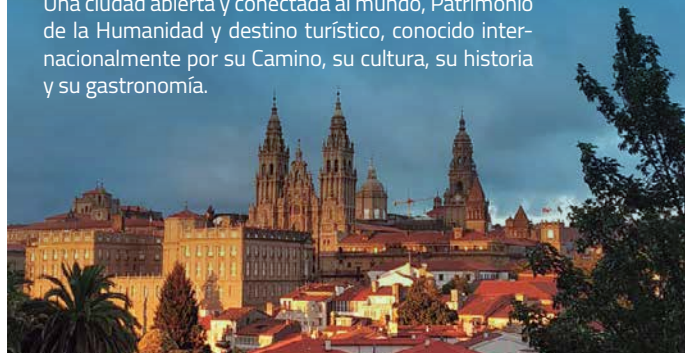 Una ciudad abierta y conectada al mundo, Patrimonio
de la Humanidad y destino turístico, conocido inter-
nacionalmente por su Camino, su cultura, su historia
y su gastronomía.